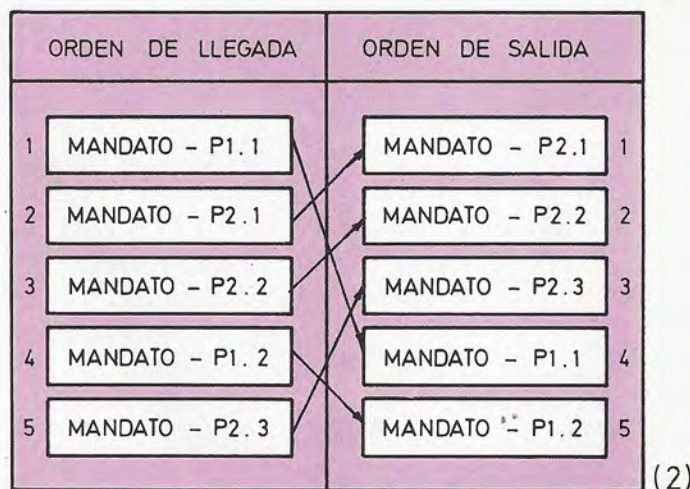 ORDEN DE LLEGADA ORDEN DE SALIDA
1 MANDATO - P1.1 MANDATO - P2.1 1
2 MANDATO - P2.1 MANDATO - P2.2 2
3 MANDATO - P2.2 MANDATO - P2.3 3
4 MANDATO - P1.2 MANDATO - P1.1 4
5 MANDATO - P2.3 MANDATO - P1.2 5
(2)